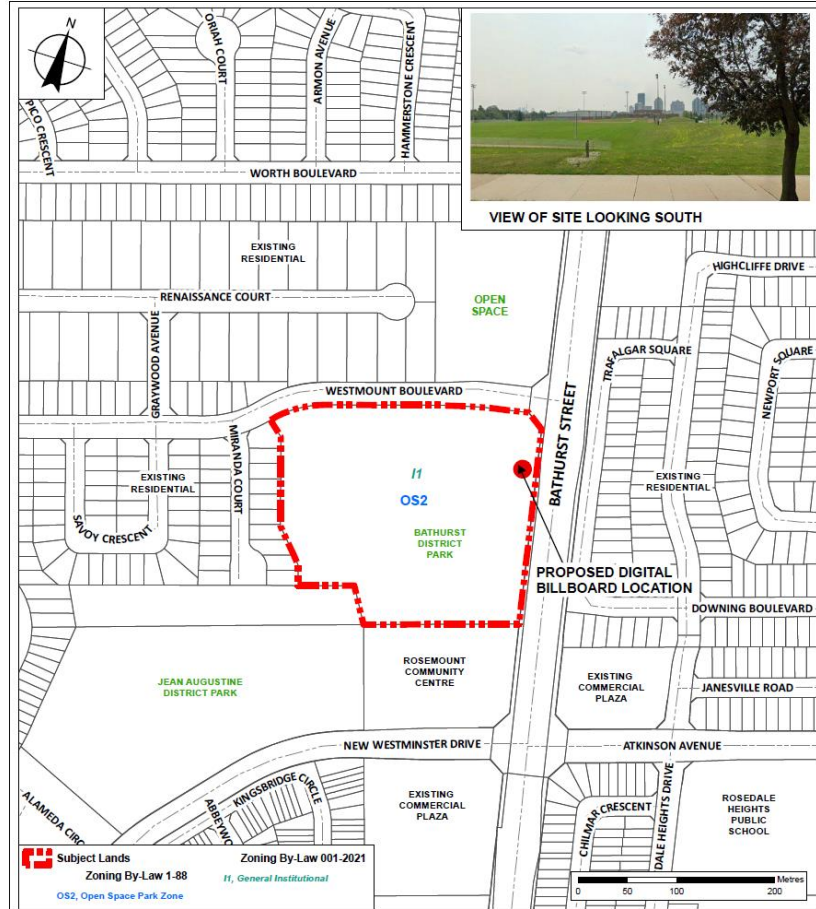 N
ORIAH COURT
ARMON AVENUE
HAMMERSTONE CRESCENT
PICO CRESCENT
WORTH BOULEVARD
VIEW OF SITE LOOKING SOUTH
EXISTING
RESIDENTIAL
RENAISSANCE COURT
OPEN
SPACE
HIGHCLIFFE DRIVE
TRAFALGAR SQUARE
NEWPORT SQUARE
GRAYWOOD AVENUE
WESTMOUNT BOULEVARD
BATHURST STREET
MIRANDA COURT
EXISTING
RESIDENTIAL
SAVOY CRESCENT
I1
OS2
BATHURST
DISTRICT
PARK
EXISTING
RESIDENTIAL
PROPOSED DIGITAL
BILLBOARD LOCATION
DOWNING BOULEVARD
JEAN AUGUSTINE
DISTRICT PARK
ROSEMOUNT
COMMUNITY
CENTRE
EXISTING
COMMERCIAL
PLAZA
JANESVILLE ROAD
NEW WESTMINSTER DRIVE
ATKINSON AVENUE
KINGSBRIDGE CIRCLE
ABBEYWO
ALAMEDA CIRC
EXISTING
COMMERCIAL
PLAZA
CHILMAR CRESCENT
DALE HEIGHTS DRIVE
ROSEDALE
HEIGHTS
PUBLIC
SCHOOL
Subject Lands
Zoning By-Law 001-2021
Zoning By-Law 1-88
I1, General Institutional
OS2, Open Space Park Zone
Metres
0 50 100 200